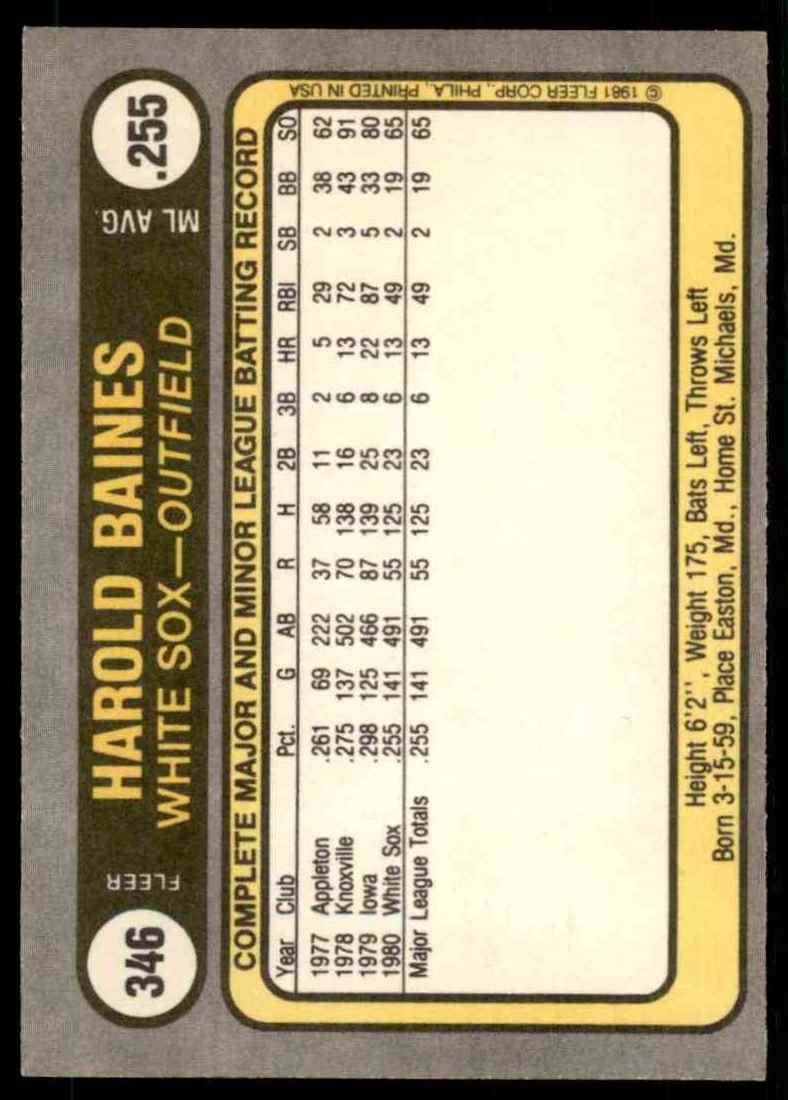 346
FLEER
HAROLD BAINES
WHITE SOX—OUTFIELD
ML AVG.
.255
COMPLETE MAJOR AND MINOR LEAGUE BATTING RECORD
Year Club Pct. G AB R H 2B 3B HR RBI SB BB SO
1977 Appleton .261 69 222 37 58 11 2 5 29 2 38 62
1978 Knoxville .275 137 502 70 138 16 6 13 72 3 43 91
1979 Iowa .298 125 466 87 139 25 8 22 87 5 33 80
1980 White Sox .255 141 491 55 125 23 6 13 49 2 19 65
Major League Totals .255 141 491 55 125 23 6 13 49 2 19 65
Height 6'2'', Weight 175, Bats Left, Throws Left
Born 3-15-59, Place Easton, Md., Home St. Michaels, Md.
© 1981 FLEER CORP., PHILA., PRINTED IN USA